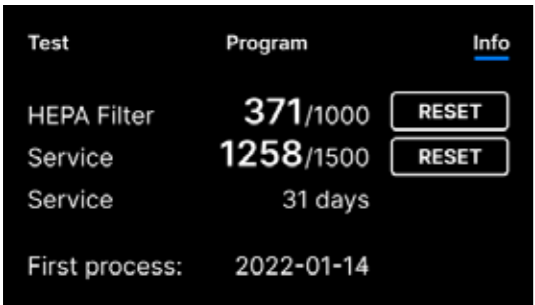 Test Program Info
HEPA Filter 371/1000 RESET
Service 1258/1500 RESET
Service 31 days
First process: 2022-01-14